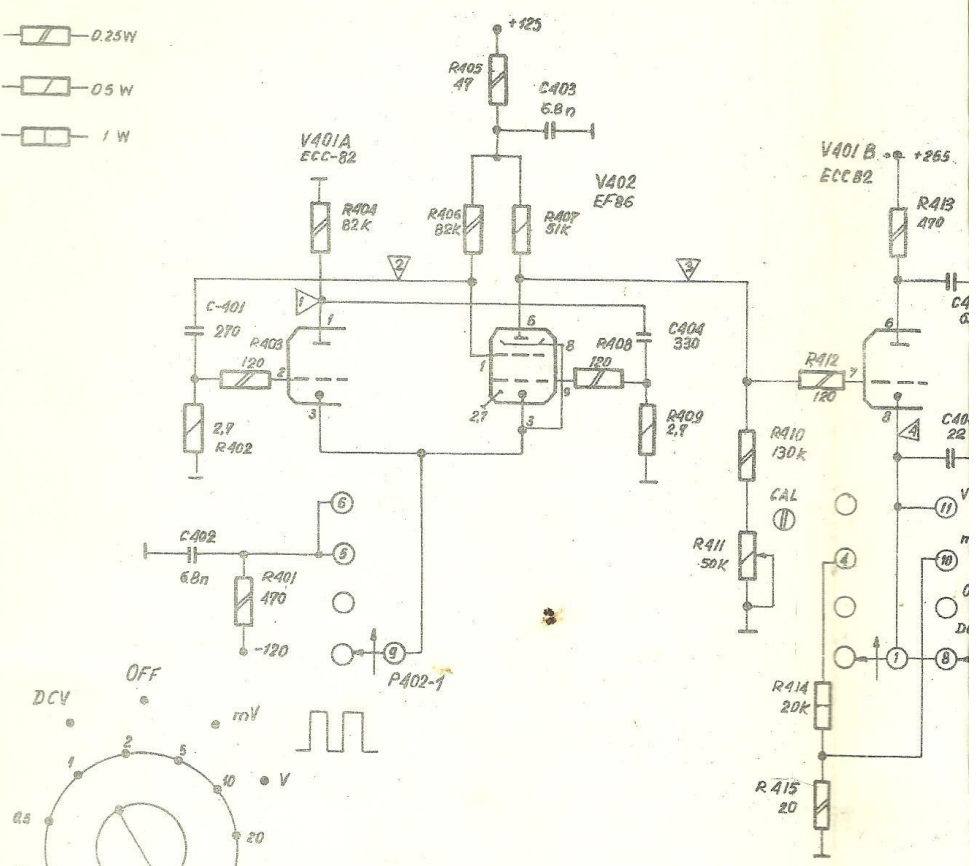 0.25W
05 W
1 W
+125
R405
47
C403
6.8n
V401A
ECC-82
R404
82K
R406
82K
R407
51K
V402
EF86
V401 B
ECC 82
+265
R413
470
2
3
1
C-401
270
R403
120
1
2
3
6
8
1
9
2,7
3
R408
120
C404
330
R412
120
6
7
8
4
2,7
R402
R409
2,7
R410
130K
22
CAL
R411
50K
6
5
C402
6.8n
R401
470
-120
9
P402-1
11
V
4
10
1
8
R414
20K
R415
20
DCV
OFF
mV
V
0.5
1
2
5
10
20